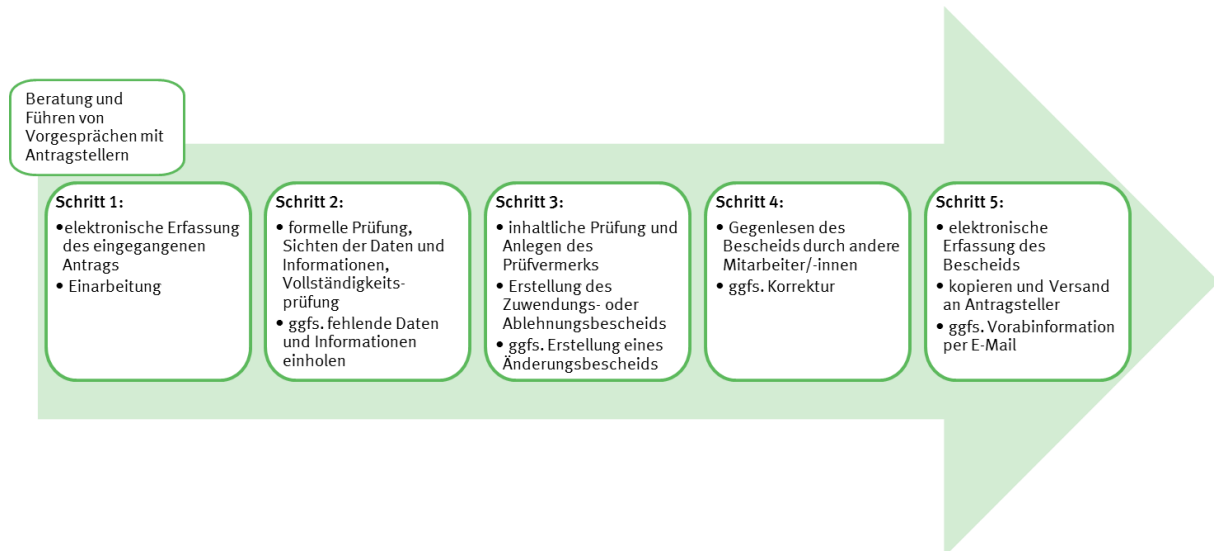 Beratung und
Führen von
Vorgesprächen mit
Antragstellern
Schritt 1:
•elektronische Erfassung
des eingegangenen
Antrags
• Einarbeitung
Schritt 2:
• formelle Prüfung,
Sichten der Daten und
Informationen,
Vollständigkeits-
prüfung
• ggfs. fehlende Daten
und Informationen
einholen
Schritt 3:
• inhaltliche Prüfung und
Anlegen des
Prüfvermerks
• Erstellung des
Zuwendungs- oder
Ablehnungsbescheids
• ggfs. Erstellung eines
Änderungsbescheids
Schritt 4:
• Gegenlesen des
Bescheids durch andere
Mitarbeiter/-innen
• ggfs. Korrektur
Schritt 5:
• elektronische
Erfassung des
Bescheids
• kopieren und Versand
an Antragsteller
• ggfs. Vorabinformation
per E-Mail